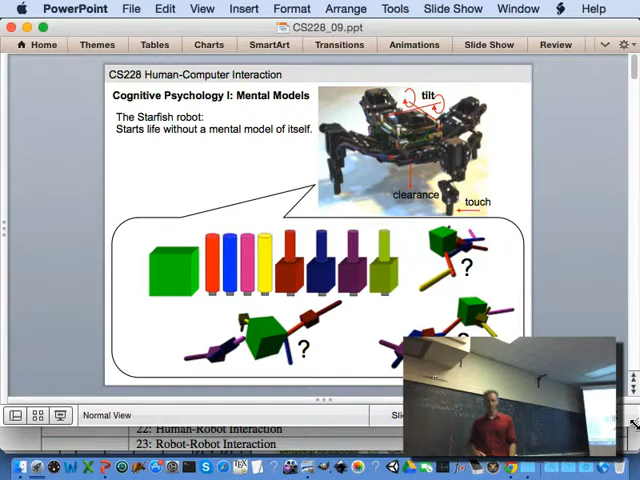 PowerPoint File Edit View Insert Format Arrange Tools Slide Show Window Help
CS228_09.ppt
Home Themes Tables Charts SmartArt Transitions Animations Slide Show Review
CS228 Human-Computer Interaction
Cognitive Psychology I: Mental Models
The Starfish robot:
Starts life without a mental model of itself.
tilt
clearance
touch
?
?
Normal View
22: Human-Robot Interaction
23: Robot-Robot Interaction